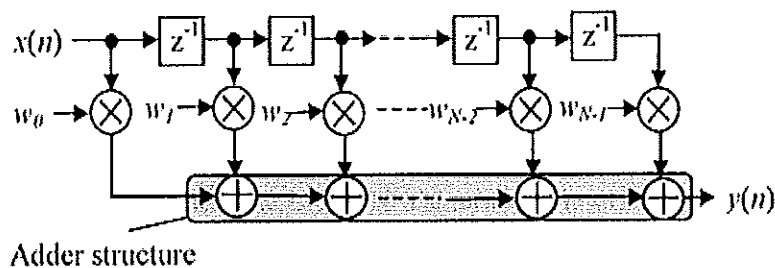 x(n) z⁻¹ z⁻¹ z⁻¹ z⁻¹
w₀ w₁ w₂ w_{N-2} w_{N-1}
y(n)
Adder structure